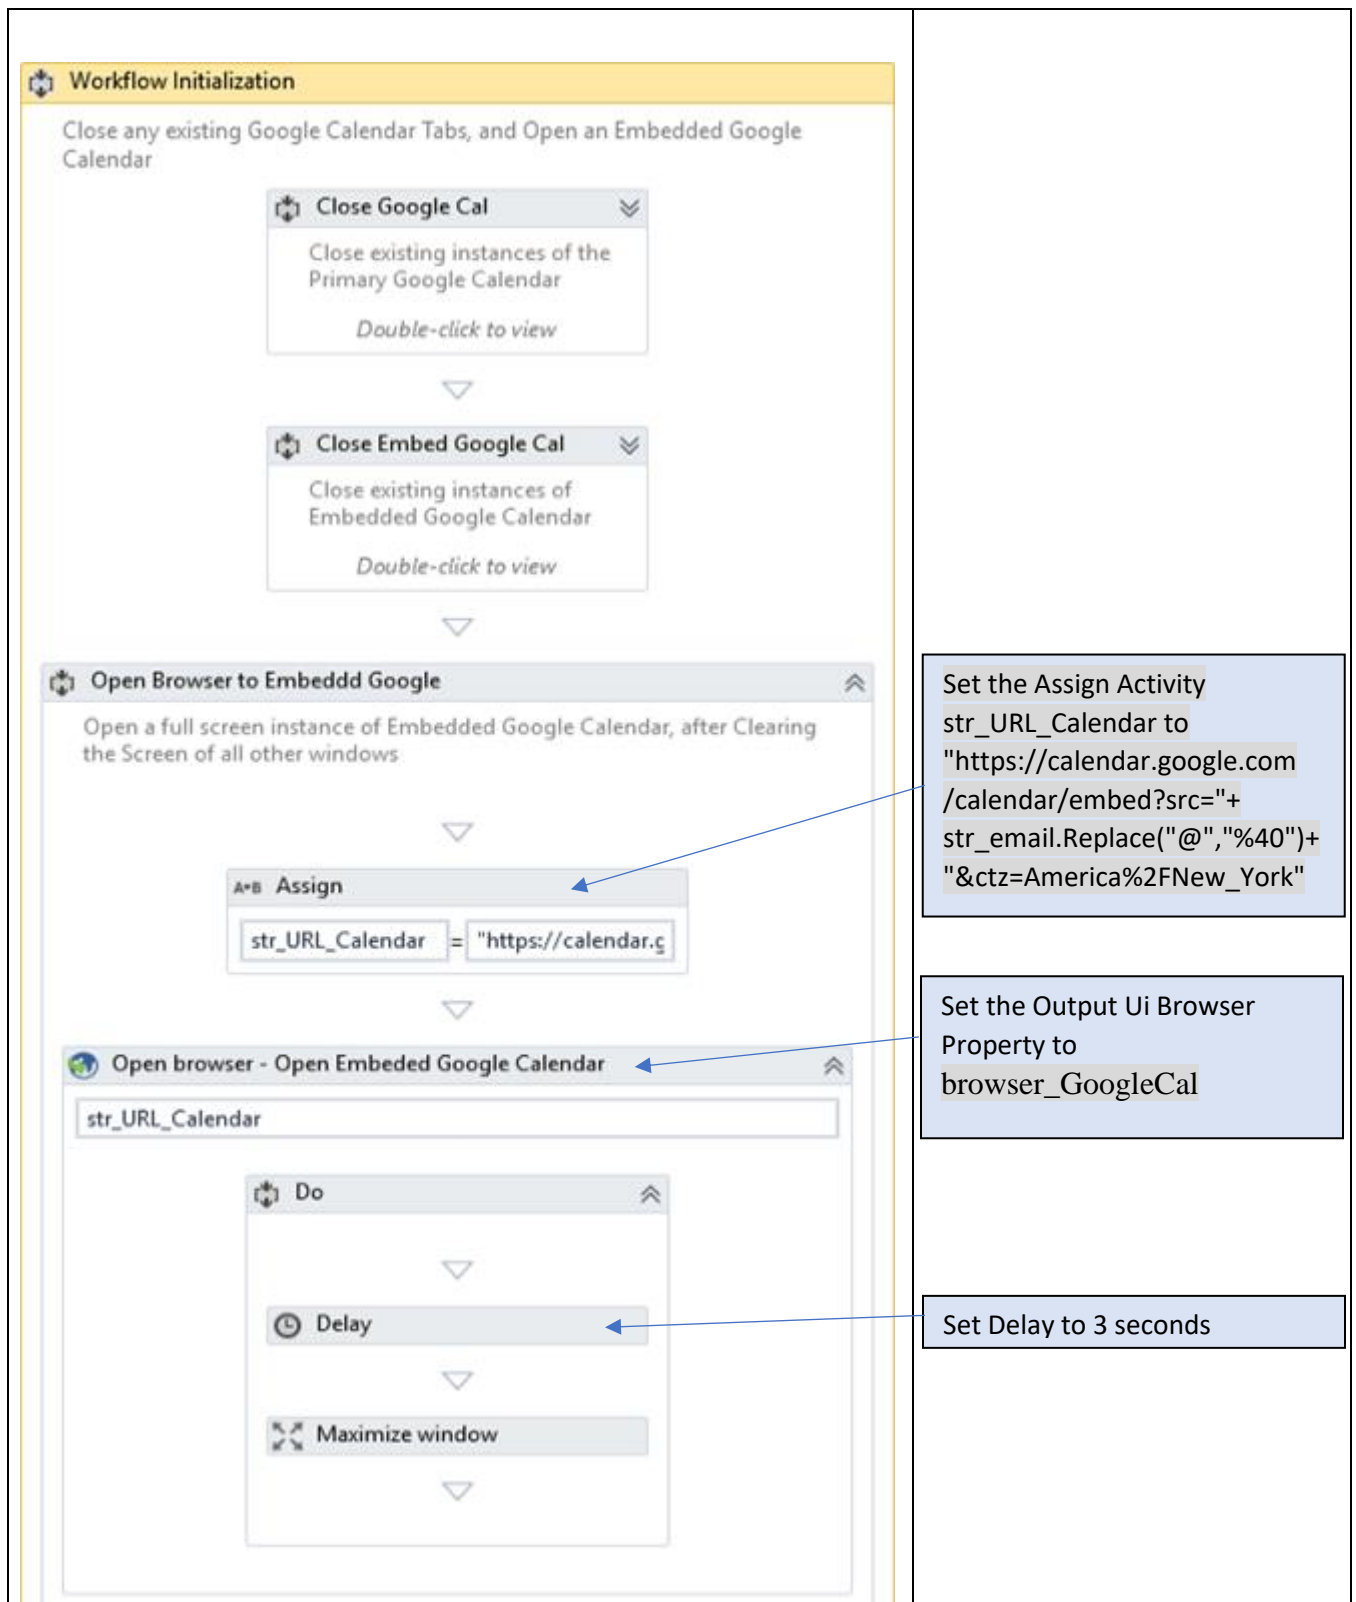 Workflow Initialization
Close any existing Google Calendar Tabs, and Open an Embedded Google
Calendar
Close Google Cal
Close existing instances of the
Primary Google Calendar
Double-click to view
Close Embed Google Cal
Close existing instances of
Embedded Google Calendar
Double-click to view
Open Browser to Embeddd Google
Open a full screen instance of Embedded Google Calendar, after Clearing
the Screen of all other windows
A+B Assign
str_URL_Calendar = "https://calendar.g
Open browser - Open Embeded Google Calendar
str_URL_Calendar
Do
Delay
Maximize window
Set the Assign Activity
str_URL_Calendar to
"https://calendar.google.com
/calendar/embed?src="+
str_email.Replace("@","%40")+
"&ctz=America%2FNew_York"
Set the Output Ui Browser
Property to
browser_GoogleCal
Set Delay to 3 seconds